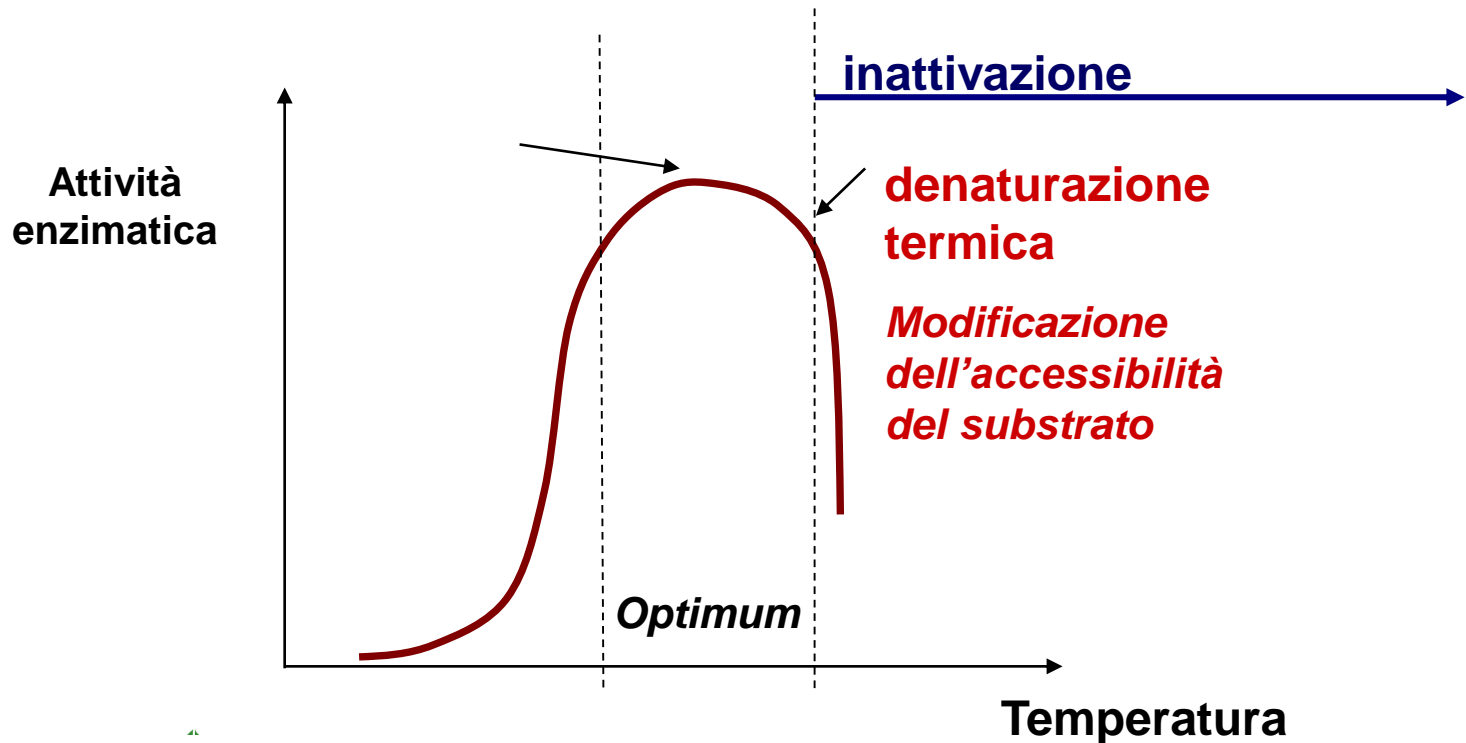 inattivazione
Attività
enzimatica
denaturazione
termica
Modificazione
dell’accessibilità
del substrato
Optimum
Temperatura